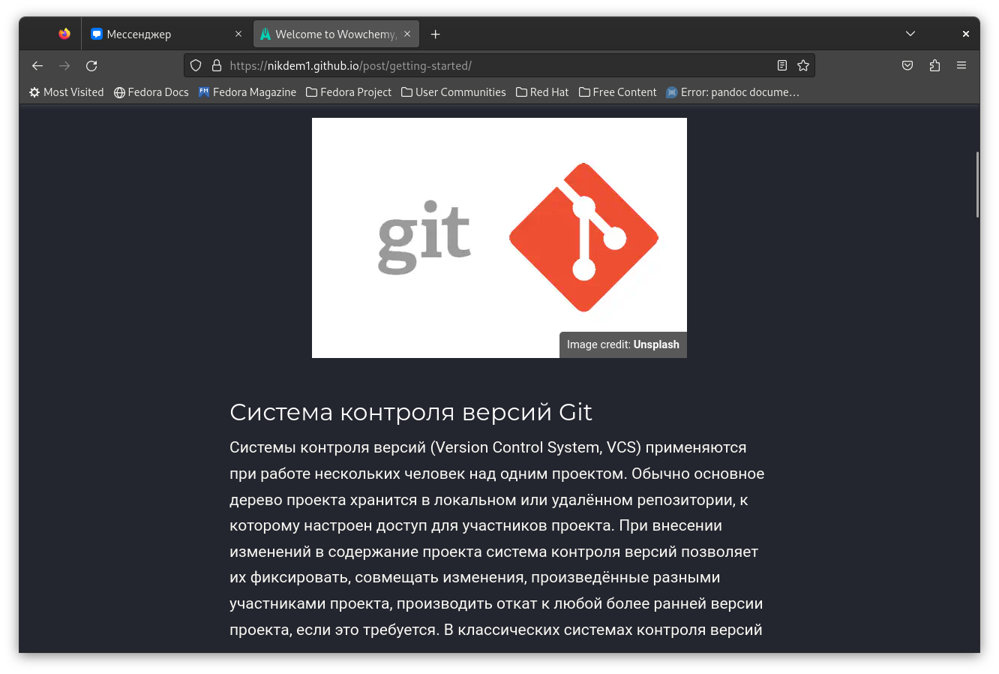 Мессенджер
Welcome to Wowchemy,
https://nikdem1.github.io/post/getting-started/
Most Visited
Fedora Docs
FM
Fedora Magazine
Fedora Project
User Communities
Red Hat
Free Content
Error: pandoc docume…
git
Image credit: Unsplash
Система контроля версий Git
Системы контроля версий (Version Control System, VCS) применяются
при работе нескольких человек над одним проектом. Обычно основное
дерево проекта хранится в локальном или удалённом репозитории, к
которому настроен доступ для участников проекта. При внесении
изменений в содержание проекта система контроля версий позволяет
их фиксировать, совмещать изменения, произведённые разными
участниками проекта, производить откат к любой более ранней версии
проекта, если это требуется. В классических системах контроля версий